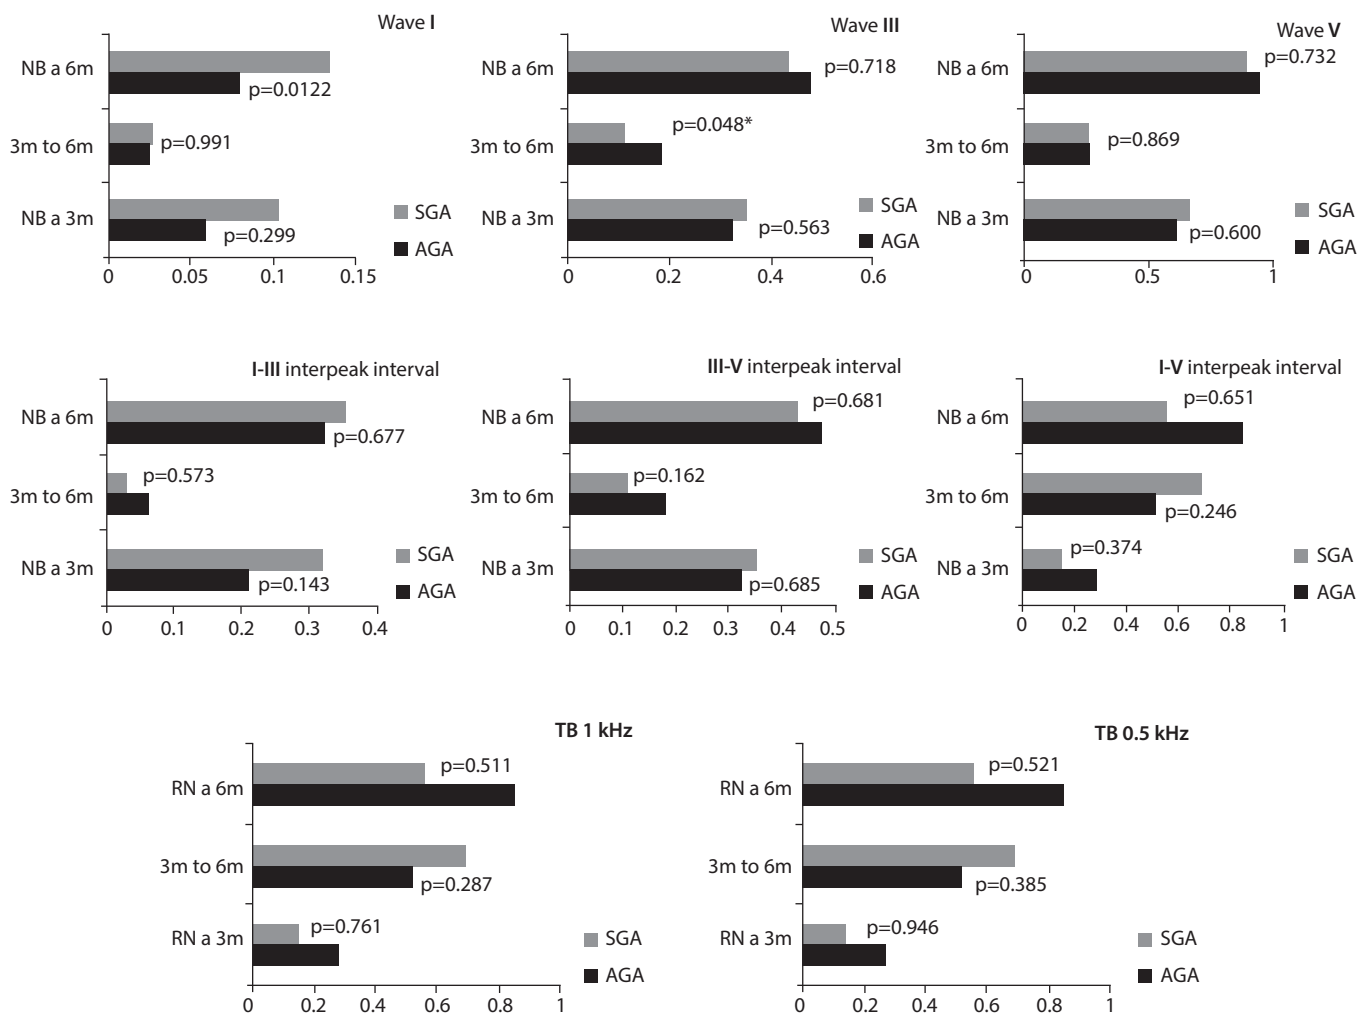 Wave I
NB a 6m
p=0.0122
3m to 6m
p=0.991
NB a 3m
p=0.299
SGA
AGA
0 0.05 0.1 0.15
Wave III
NB a 6m
p=0.718
3m to 6m
p=0.048*
NB a 3m
p=0.563
SGA
AGA
0 0.2 0.4 0.6
Wave V
NB a 6m
p=0.732
3m to 6m
p=0.869
NB a 3m
p=0.600
SGA
AGA
0 0.5 1
I-III interpeak interval
NB a 6m
p=0.677
3m to 6m
p=0.573
NB a 3m
p=0.143
SGA
AGA
0 0.1 0.2 0.3 0.4
III-V interpeak interval
NB a 6m
p=0.681
3m to 6m
p=0.162
NB a 3m
p=0.685
SGA
AGA
0 0.1 0.2 0.3 0.4 0.5
I-V interpeak interval
NB a 6m
p=0.651
3m to 6m
p=0.246
NB a 3m
p=0.374
SGA
AGA
0 0.2 0.4 0.6 0.8 1
TB 1 kHz
RN a 6m
p=0.511
3m to 6m
p=0.287
RN a 3m
p=0.761
SGA
AGA
0 0.2 0.4 0.6 0.8 1
TB 0.5 kHz
RN a 6m
p=0.521
3m to 6m
p=0.385
RN a 3m
p=0.946
SGA
AGA
0 0.2 0.4 0.6 0.8 1